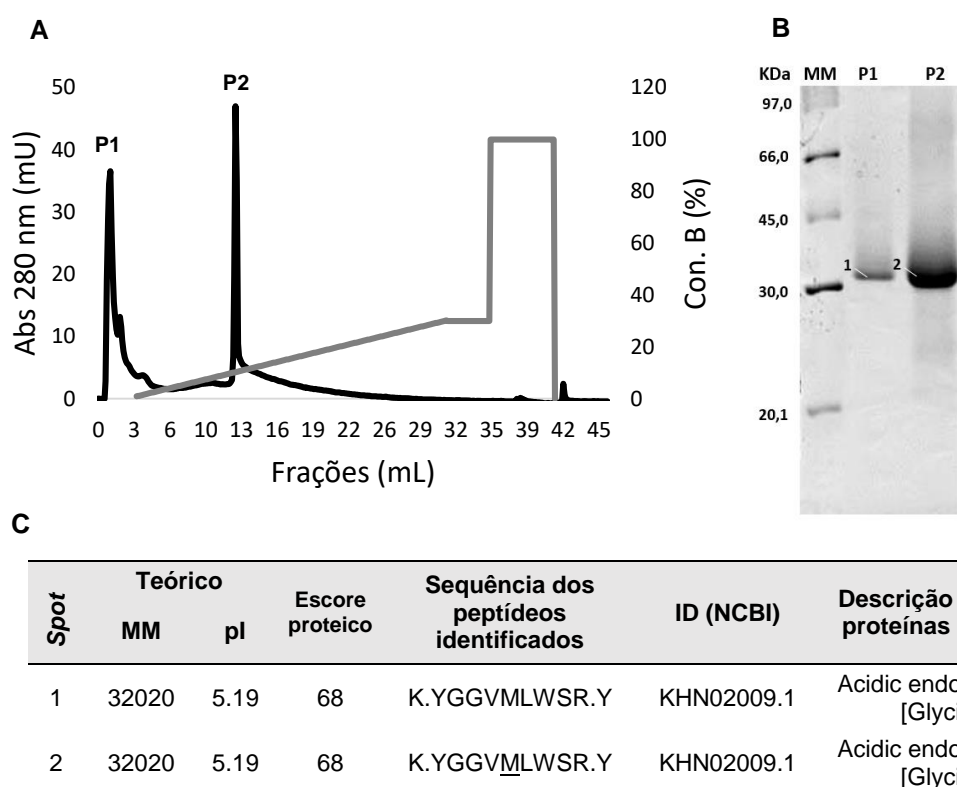 A
Abs 280 nm (mU)
50
40
30
20
10
0
P1
P2
120
100
80
60
40
20
0
Con. B (%)
0 3 6 10 13 16 19 22 26 29 32 35 39 42 45
Frações (mL)
B
KDa MM P1 P2
97,0
66,0
45,0
30,0
20,1
1 2
C
Spot
Teórico
MM pI
Escore
proteico
Sequência dos
peptídeos
identificados
ID (NCBI)
Descrição
proteínas
1 32020 5.19 68 K.YGGVMLWSR.Y KHN02009.1 Acidic endo
[Glyci
2 32020 5.19 68 K.YGGVMLWSR.Y KHN02009.1 Acidic endo
[Glyci